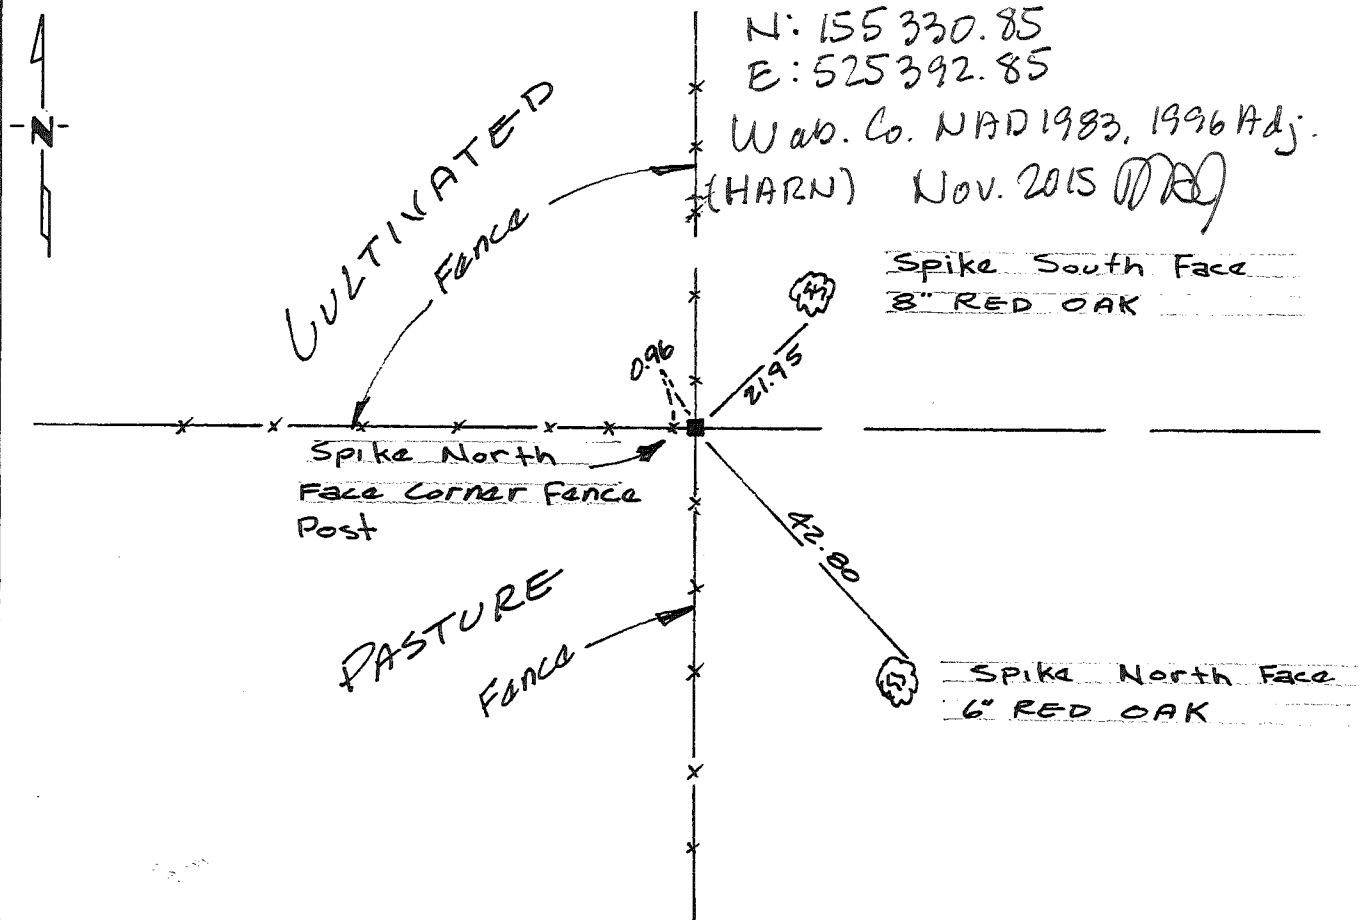 N: 155330.85
E: 525392.85
Wab. Co. NAD 1983, 1996 Adj.
(HARN) Nov. 2015
N
CULTIVATED
Fence
Spike South Face
8" RED OAK
0.96
21.95
Spike North
Face Corner Fence
Post
42.80
PASTURE
Fence
Spike North Face
6" RED OAK